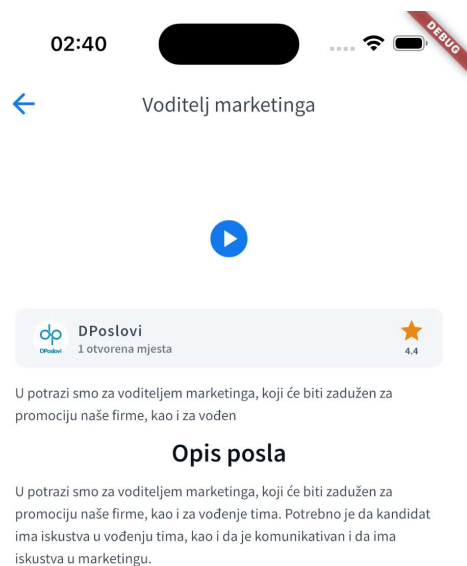 02:40
DEBUG
Voditelj marketinga
DPoslovi
1 otvorena mjesta
dp
DPoslovi
4.4
U potrazi smo za voditeljem marketinga, koji će biti zadužen za
promociju naše firme, kao i za vođen
Opis posla
U potrazi smo za voditeljem marketinga, koji će biti zadužen za
promociju naše firme, kao i za vođenje tima. Potrebno je da kandidat
ima iskustva u vođenju tima, kao i da je komunikativan i da ima
iskustva u marketingu.